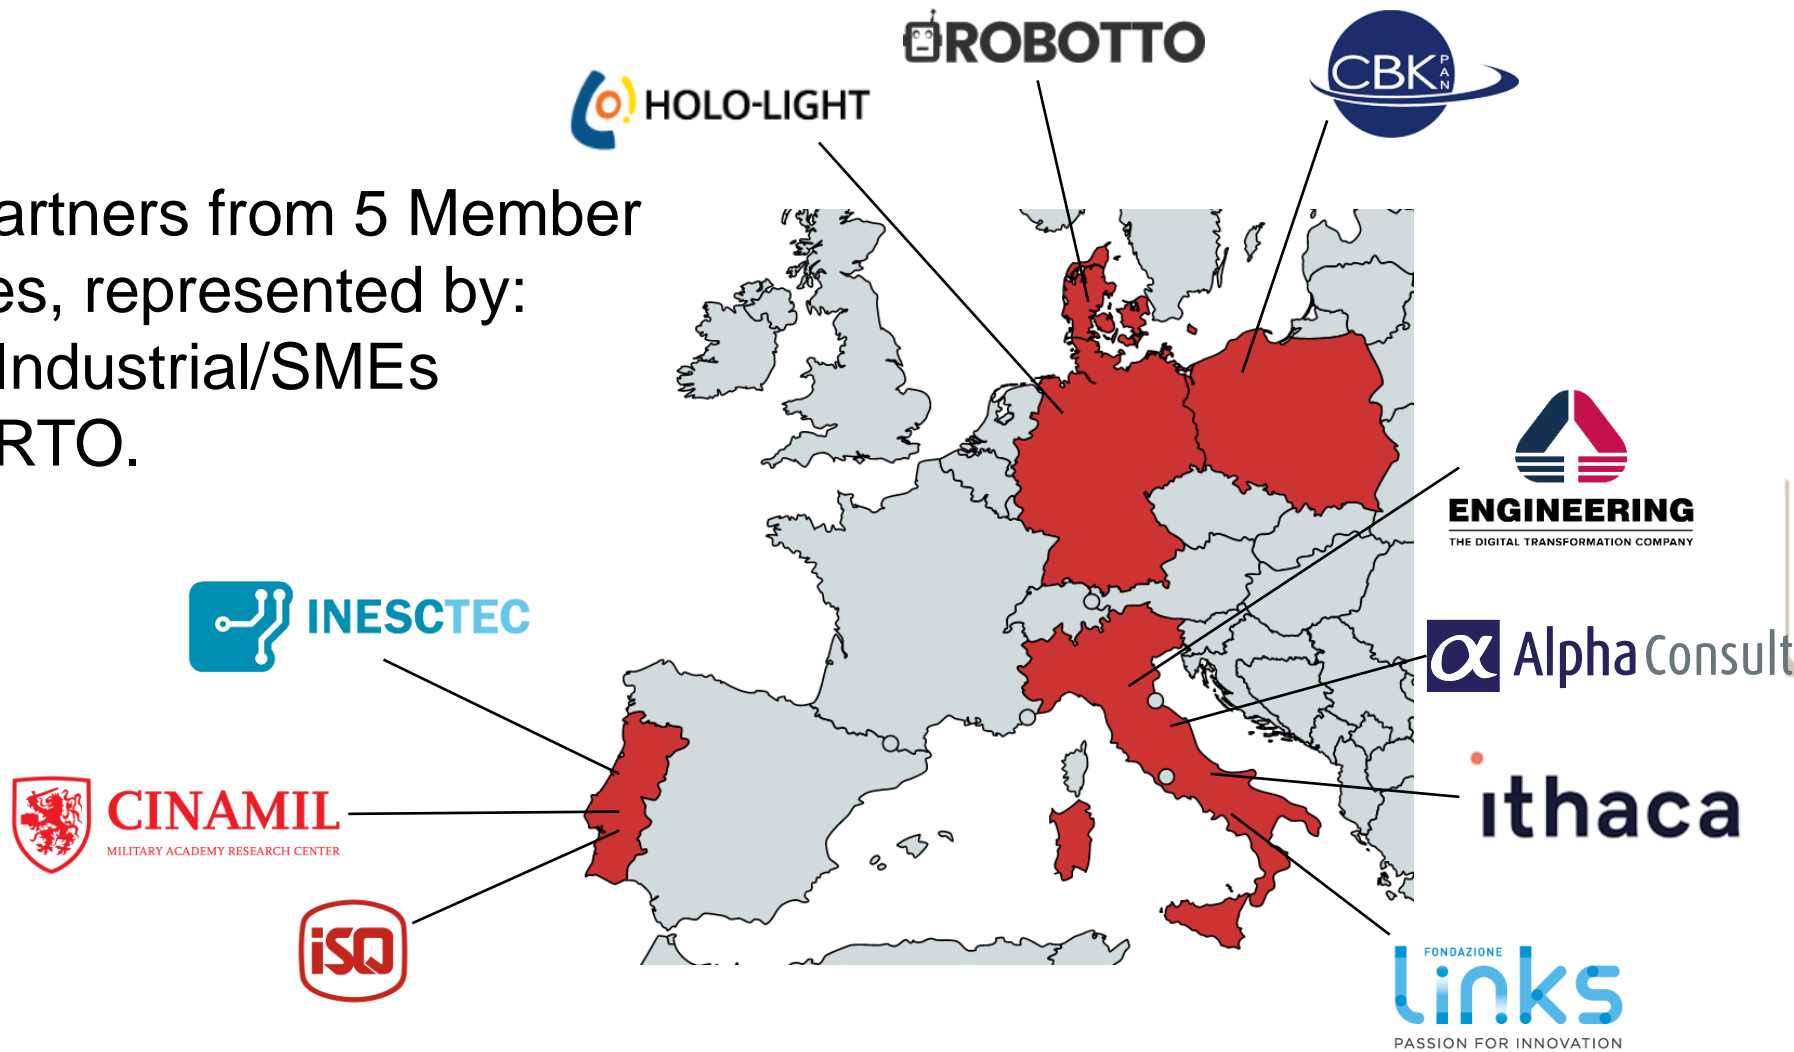 ROBOTTO
CBK PAN
HOLO-LIGHT
artners from 5 Member
es, represented by:
Industrial/SMEs
RTO.
ENGINEERING
THE DIGITAL TRANSFORMATION COMPANY
INESCTEC
α Alpha Consult
CINAMIL
MILITARY ACADEMY RESEARCH CENTER
ithaca
iSQ
FONDAZIONE
Links
PASSION FOR INNOVATION